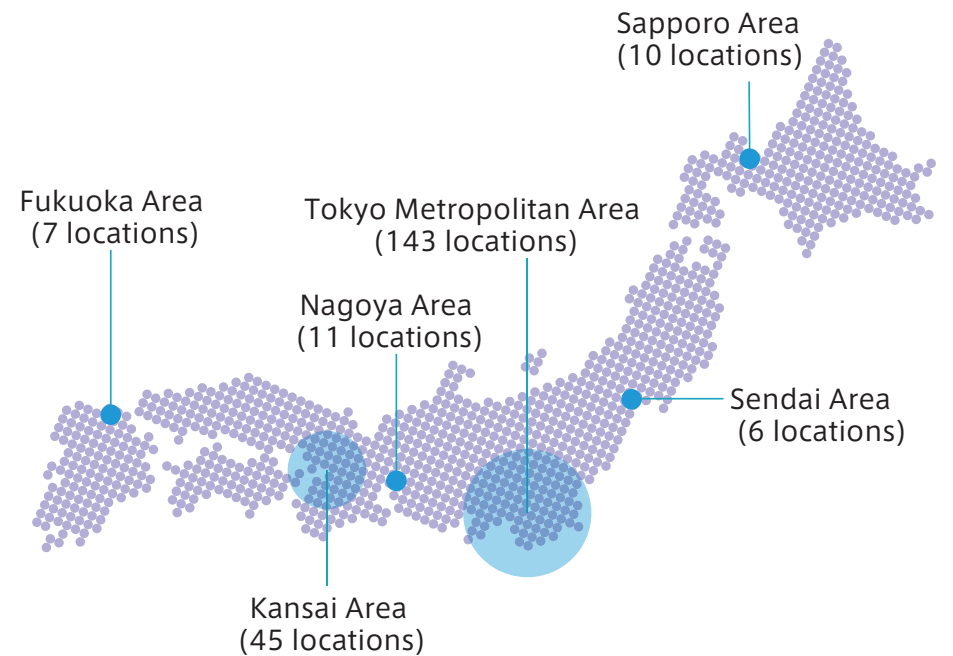 Sapporo Area
(10 locations)
Fukuoka Area
(7 locations)
Tokyo Metropolitan Area
(143 locations)
Nagoya Area
(11 locations)
Sendai Area
(6 locations)
Kansai Area
(45 locations)